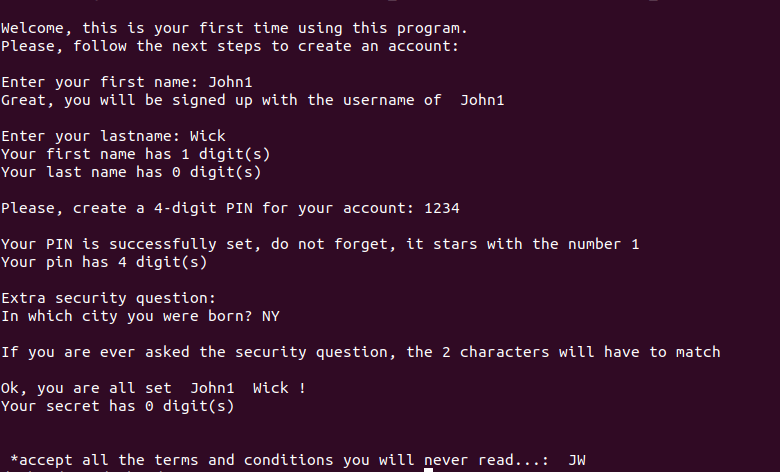 Welcome, this is your first time using this program.
Please, follow the next steps to create an account:
Enter your first name: John1
Great, you will be signed up with the username of  John1
Enter your lastname: Wick
Your first name has 1 digit(s)
Your last name has 0 digit(s)
Please, create a 4-digit PIN for your account: 1234
Your PIN is successfully set, do not forget, it stars with the number 1
Your pin has 4 digit(s)
Extra security question:
In which city you were born? NY
If you are ever asked the security question, the 2 characters will have to match
Ok, you are all set  John1  Wick !
Your secret has 0 digit(s)
*accept all the terms and conditions you will never read...:  JW